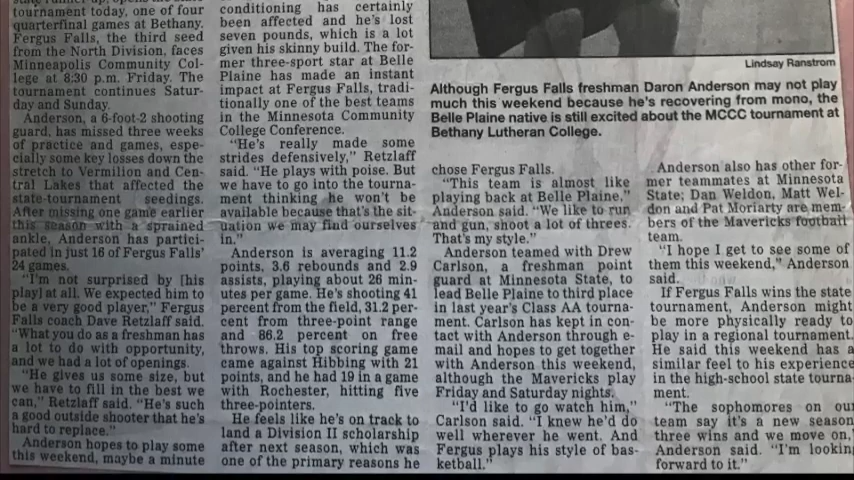 tournament today, one of four
quarterfinal games at Bethany.
Fergus Falls, the third seed
from the North Division, faces
Minneapolis Community Col-
lege at 8:30 p.m. Friday. The
tournament continues Satur-
day and Sunday.
Anderson, a 6-foot-2 shooting
guard, has missed three weeks
of practice and games, espe-
cially some key losses down the
stretch to Vermilion and Cen-
tral Lakes that affected the
state-tournament seedings.
After missing one game earlier
this season with a sprained
ankle, Anderson has partici-
pated in just 16 of Fergus Falls'
24 games.
"I'm not surprised by [his
play] at all. We expected him to
be a very good player," Fergus
Falls coach Dave Retzlaff said.
"What you do as a freshman has
a lot to do with opportunity,
and we had a lot of openings.
"He gives us some size, but
we have to fill in the best we
can," Retzlaff said. "He's such
a good outside shooter that he's
hard to replace."
Anderson hopes to play some
this weekend, maybe a minute
conditioning has certainly
been affected and he's lost
seven pounds, which is a lot
given his skinny build. The for-
mer three-sport star at Belle
Plaine has made an instant
impact at Fergus Falls, tradi-
tionally one of the best teams
in the Minnesota Community
College Conference.
"He's really made some
strides defensively," Retzlaff
said. "He plays with poise. But
we have to go into the tourna-
ment thinking he won't be
available because that's the sit-
uation we may find ourselves
in."
Anderson is averaging 11.2
points, 3.6 rebounds and 2.9
assists, playing about 26 min-
utes per game. He's shooting 41
percent from the field, 31.2 per-
cent from three-point range
and 86.2 percent on free
throws. His top scoring game
came against Hibbing with 21
points, and he had 19 in a game
with Rochester, hitting five
three-pointers.
He feels like he's on track to
land a Division II scholarship
after next season, which was
one of the primary reasons he
Lindsay Ranstrom
Although Fergus Falls freshman Daron Anderson may not play
much this weekend because he's recovering from mono, the
Belle Plaine native is still excited about the MCCC tournament at
Bethany Lutheran College.
chose Fergus Falls.
"This team is almost like
playing back at Belle Plaine,"
Anderson said. "We like to run
and gun, shoot a lot of threes.
That's my style."
Anderson teamed with Drew
Carlson, a freshman point
guard at Minnesota State, to
lead Belle Plaine to third place
in last year's Class AA tourna-
ment. Carlson has kept in con-
tact with Anderson through e-
mail and hopes to get together
with Anderson this weekend,
although the Mavericks play
Friday and Saturday nights.
"I'd like to go watch him,"
Carlson said. "I knew he'd do
well wherever he went. And
Fergus plays his style of bas-
ketball."
Anderson also has other for-
mer teammates at Minnesota
State; Dan Weldon, Matt Wel-
don and Pat Moriarty are mem-
bers of the Mavericks football
team.
"I hope I get to see some of
them this weekend," Anderson
said.
If Fergus Falls wins the state
tournament, Anderson might
be more physically ready to
play in a regional tournament.
He said this weekend has a
similar feel to his experience
in the high-school state tourna-
ment.
"The sophomores on our
team say it's a new season,
three wins and we move on,"
Anderson said. "I'm looking
forward to it."